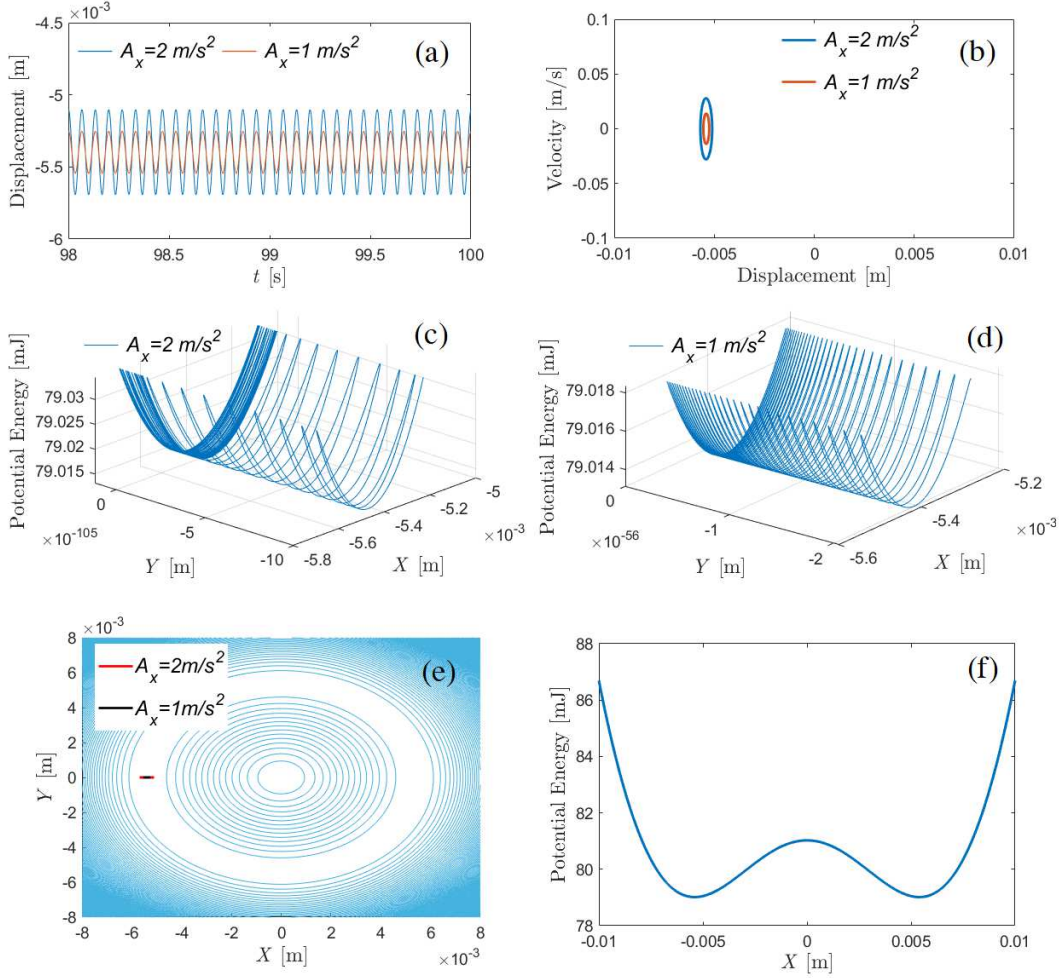 ×10⁻³
-4.5
A_x=2 m/s² A_x=1 m/s² (a)
-5
-5.5
-6
98 98.5 99 99.5 100
Displacement [m]
t [s]
0.1
A_x=2 m/s² (b)
A_x=1 m/s²
0.05
0
-0.05
-0.1
-0.01 -0.005 0 0.005 0.01
Velocity [m/s]
Displacement [m]
A_x=2 m/s² (c)
79.03
79.025
79.02
79.015
Potential Energy [mJ]
0 -5 -10
×10⁻¹⁰⁵
Y [m]
-5.8 -5.6 -5.4 -5.2 -5
×10⁻³
X [m]
A_x=1 m/s² (d)
79.018
79.016
79.014
Potential Energy [mJ]
0 -1 -2
×10⁻⁵⁶
Y [m]
-5.6 -5.4 -5.2
×10⁻³
X [m]
×10⁻³
8
A_x=2m/s² (e)
A_x=1m/s²
6
4
2
0
-2
-4
-6
-8
-8 -6 -4 -2 0 2 4 6 8
Y [m]
X [m]
×10⁻³
88
(f)
86
84
82
80
78
-0.01 -0.005 0 0.005 0.01
Potential Energy [mJ]
X [m]